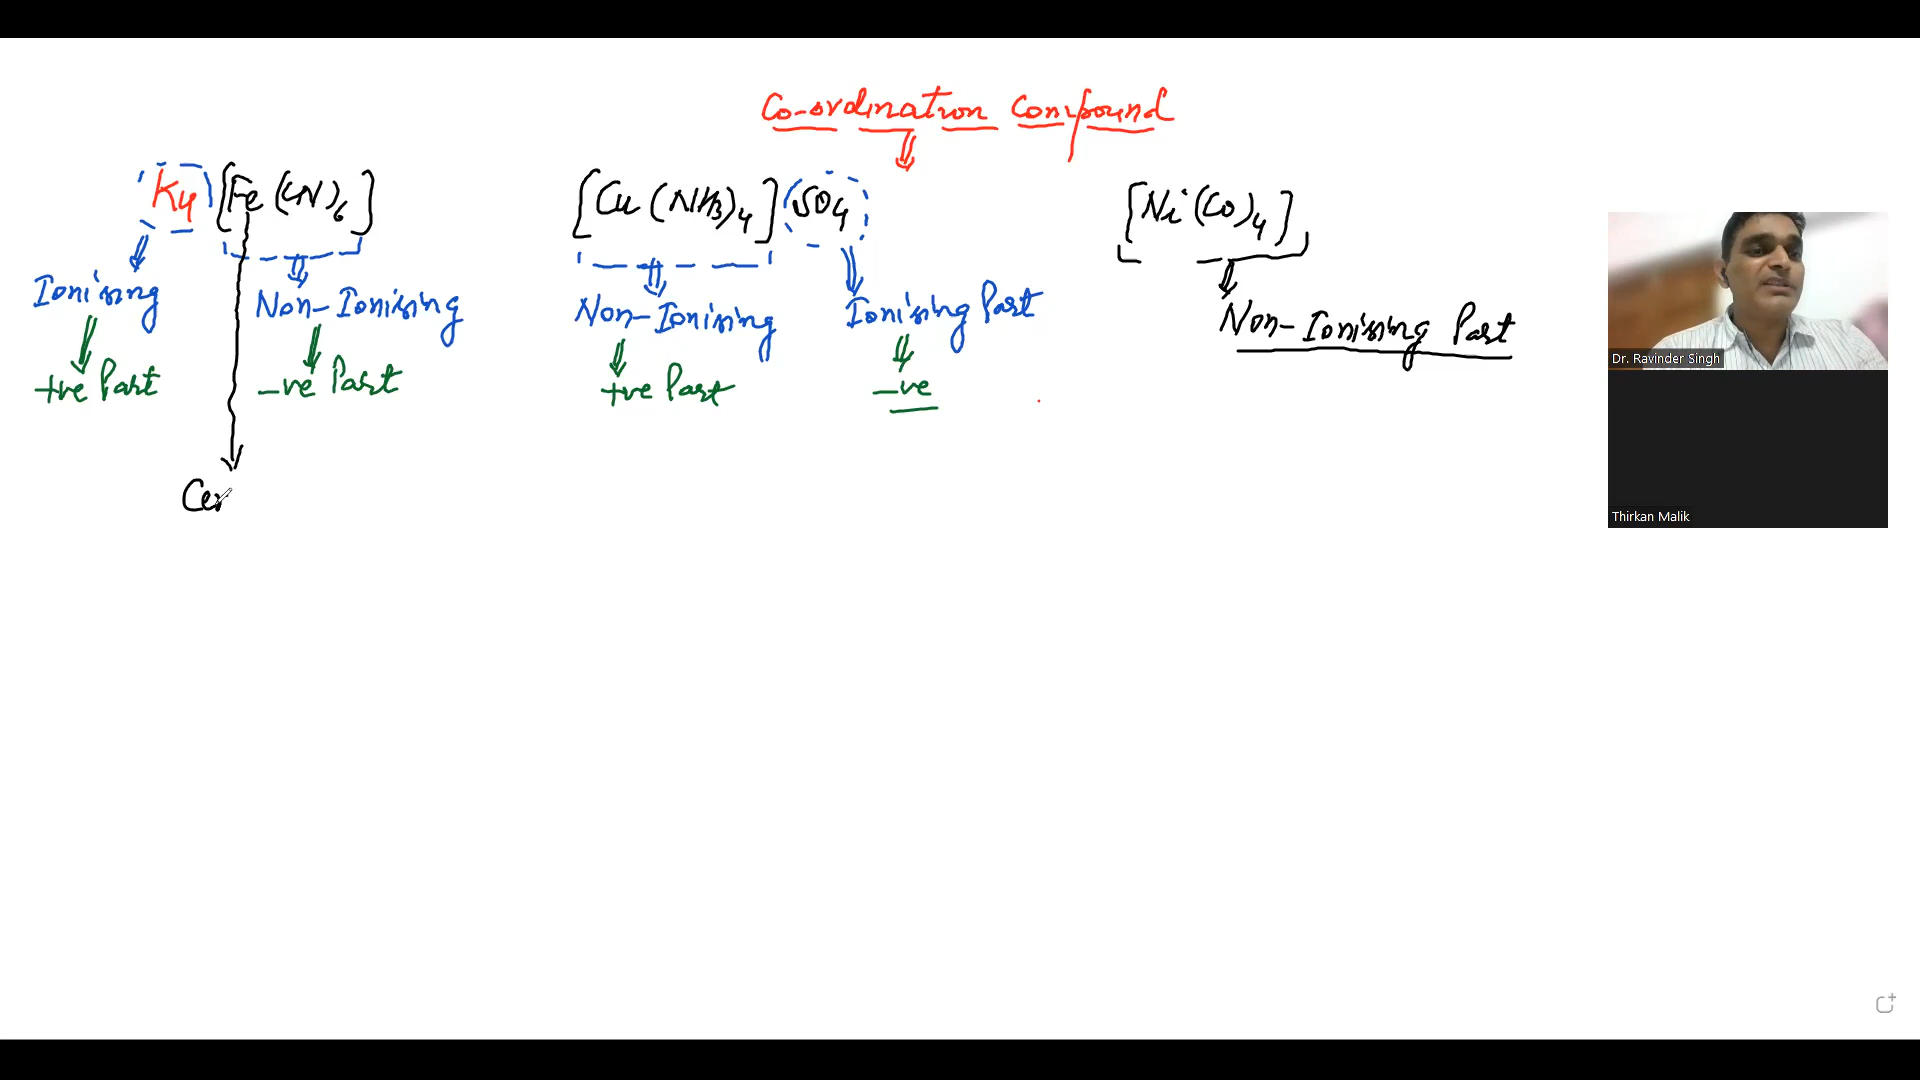 Co-ordination Compound
K4 [Fe(CN)6]
[Cu(NH3)4] SO4
[Ni(CO)4]
Ionising
Non-Ionising
Non-Ionising
Ionising Part
Non-Ionising Part
+ve Part
-ve Part
+ve Part
-ve
Cen
Dr. Ravinder Singh
Thirkan Malik